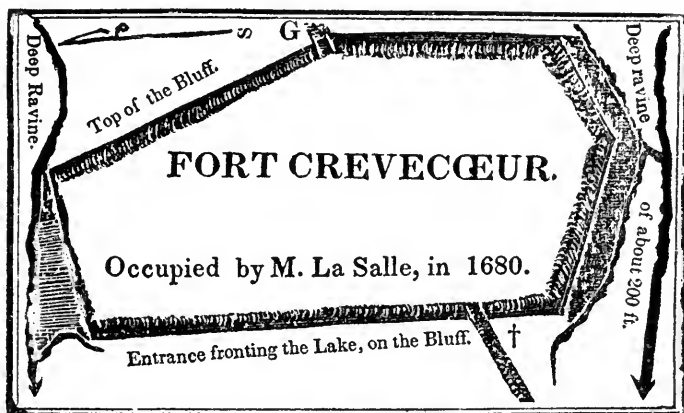 Deep Ravine.
S
G
Top of the Bluff.
Deep ravine of about 200 ft.
FORT CREVECŒUR.
Occupied by M. La Salle, in 1680.
Entrance fronting the Lake, on the Bluff.
†